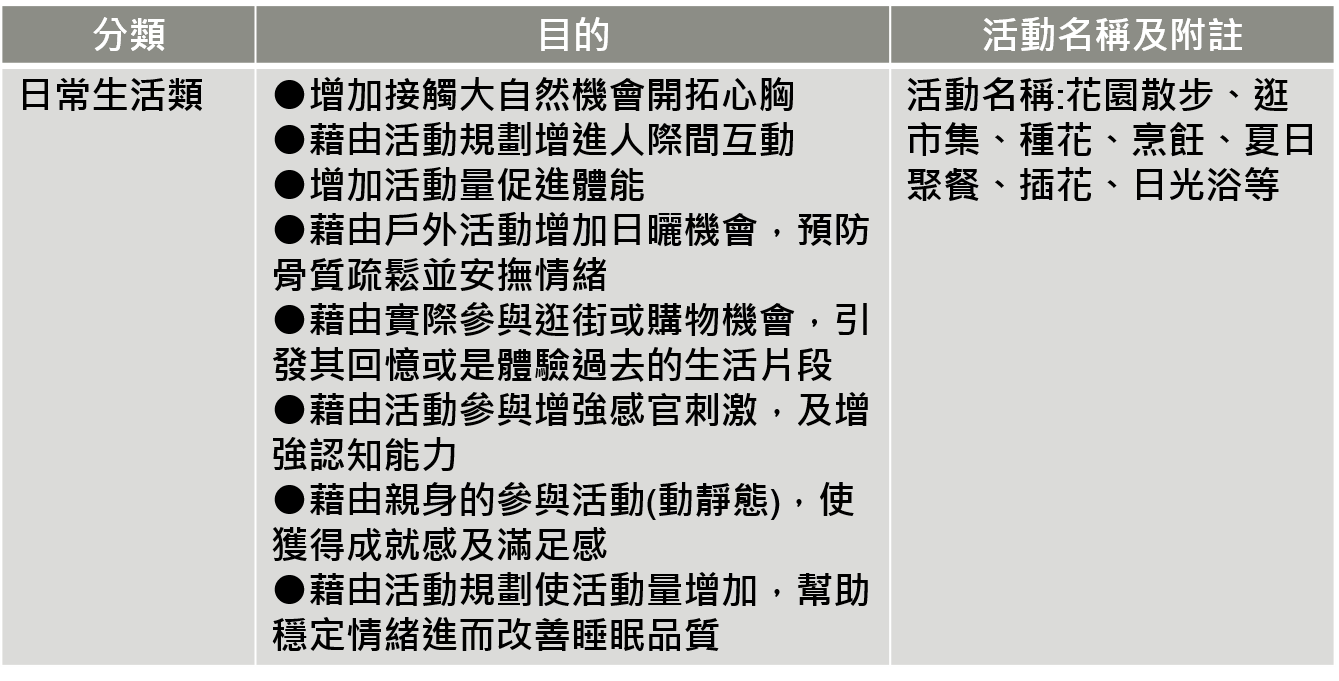 分類
目的
活動名稱及附註
日常生活類
●增加接觸大自然機會開拓心胸
●藉由活動規劃增進人際間互動
●增加活動量促進體能
●藉由戶外活動增加日曬機會，預防
骨質疏鬆並安撫情緒
●藉由實際參與逛街或購物機會，引
發其回憶或是體驗過去的生活片段
●藉由活動參與增強感官刺激，及增
強認知能力
●藉由親身的參與活動(動靜態)，使
獲得成就感及滿足感
●藉由活動規劃使活動量增加，幫助
穩定情緒進而改善睡眠品質
活動名稱:花園散步、逛
市集、種花、烹飪、夏日
聚餐、插花、日光浴等